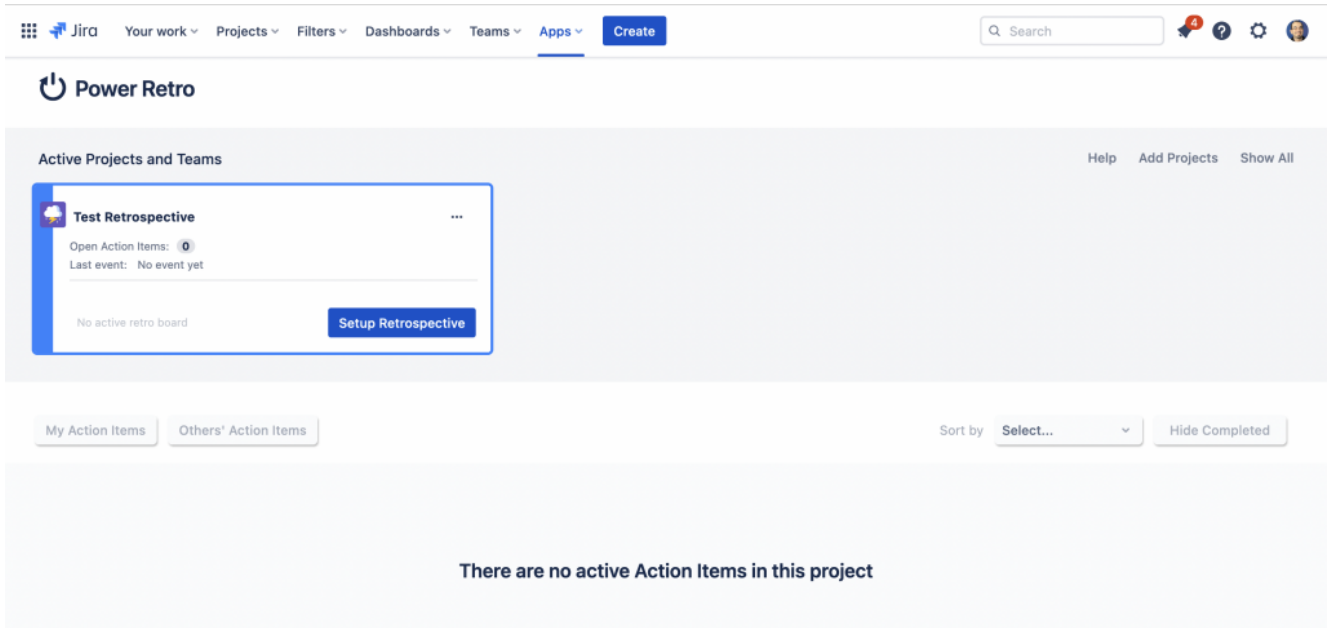 Jira Your work Projects Filters Dashboards Teams Apps Create Search 4 ?
Power Retro
Active Projects and Teams Help Add Projects Show All
Test Retrospective ...
Open Action Items: 0
Last event: No event yet
No active retro board Setup Retrospective
My Action Items Others' Action Items Sort by Select... Hide Completed
There are no active Action Items in this project